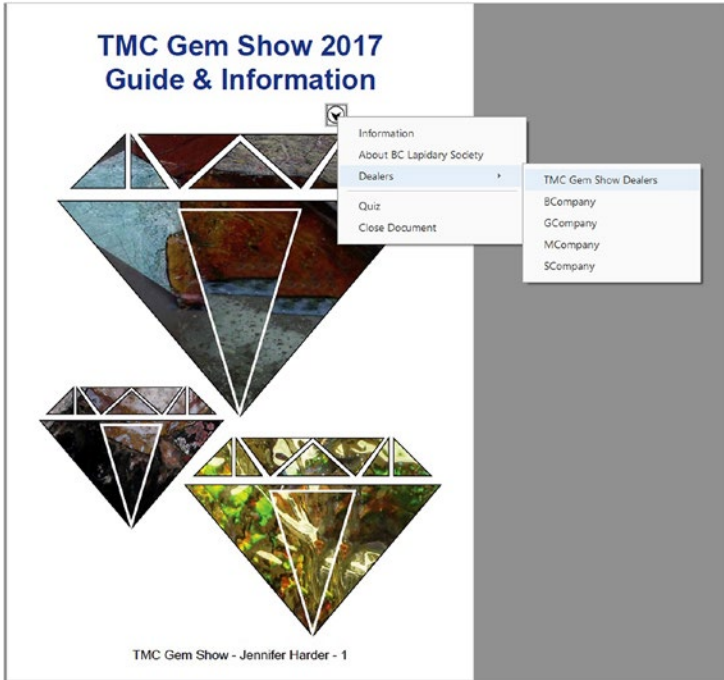 TMC Gem Show 2017
Guide & Information
Information
About BC Lapidary Society
Dealers
TMC Gem Show Dealers
BCompany
GCompany
MCompany
SCompany
Quiz
Close Document
TMC Gem Show - Jennifer Harder - 1